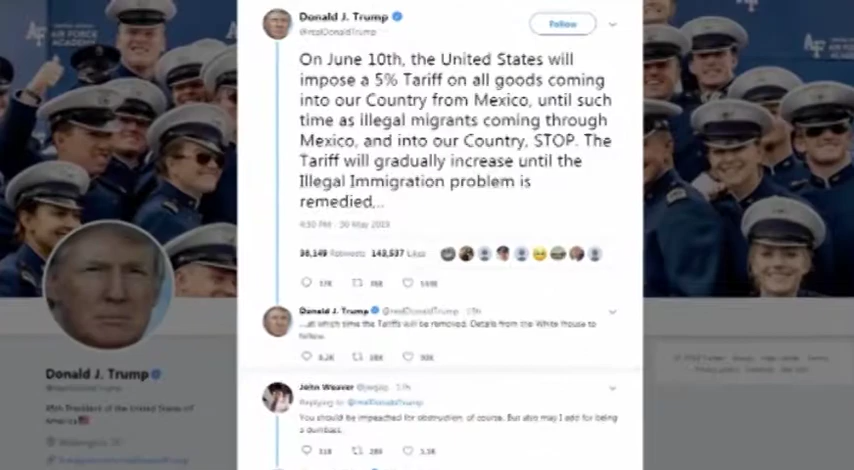 AIR FORCE
ACADEMY
Donald J. Trump
@realDonaldTrump
Follow
On June 10th, the United States will
impose a 5% Tariff on all goods coming
into our Country from Mexico, until such
time as illegal migrants coming through
Mexico, and into our Country, STOP. The
Tariff will gradually increase until the
Illegal Immigration problem is
remedied...
4:30 PM - 30 May 2019
Retweets Likes
Donald J. Trump @realDonaldTrump
...at which time the Tariffs will be removed. Details from the White House to
follow.
John Weaver
Replying to @realDonaldTrump
You should be impeached for obstruction, of course. But also may I add for being
a dumbass.
Donald J. Trump
45th President of the United States of
America
Washington, DC